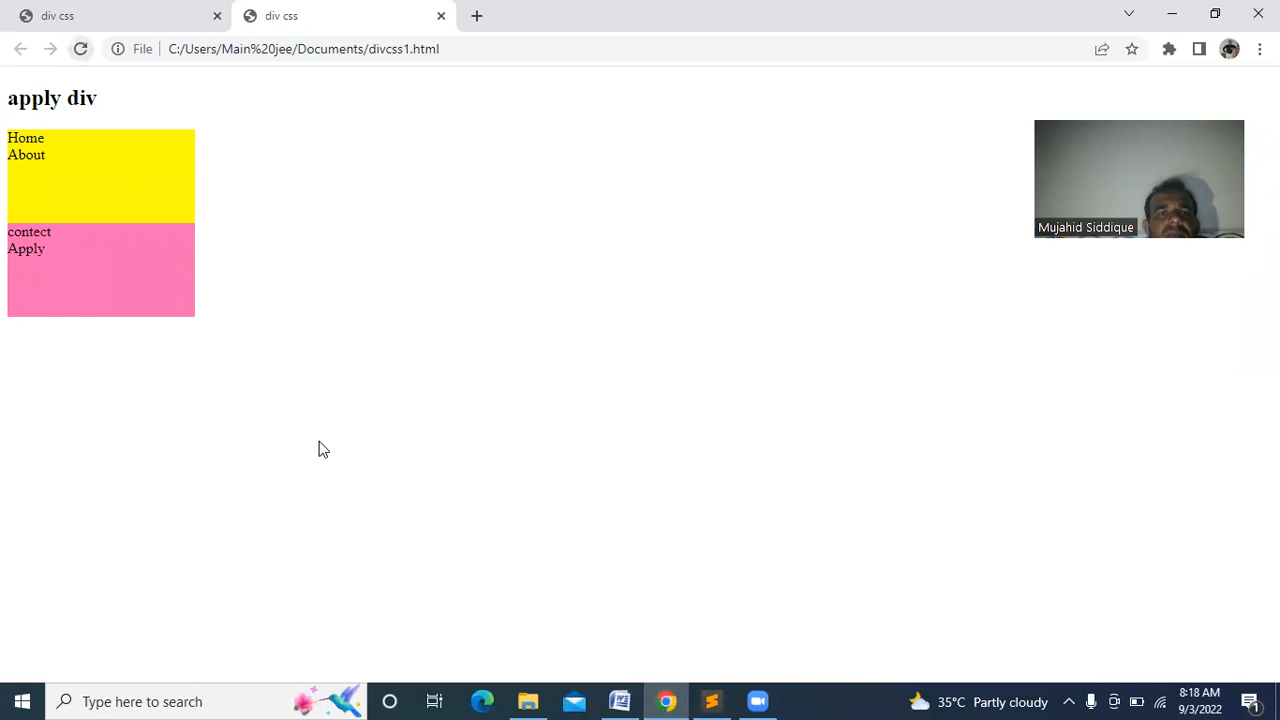 div css
div css
File
C:/Users/Main%20jee/Documents/divcss1.html
apply div
Home
About
contect
Apply
Mujahid Siddique
Type here to search
35°C Partly cloudy
8:18 AM
9/3/2022
1